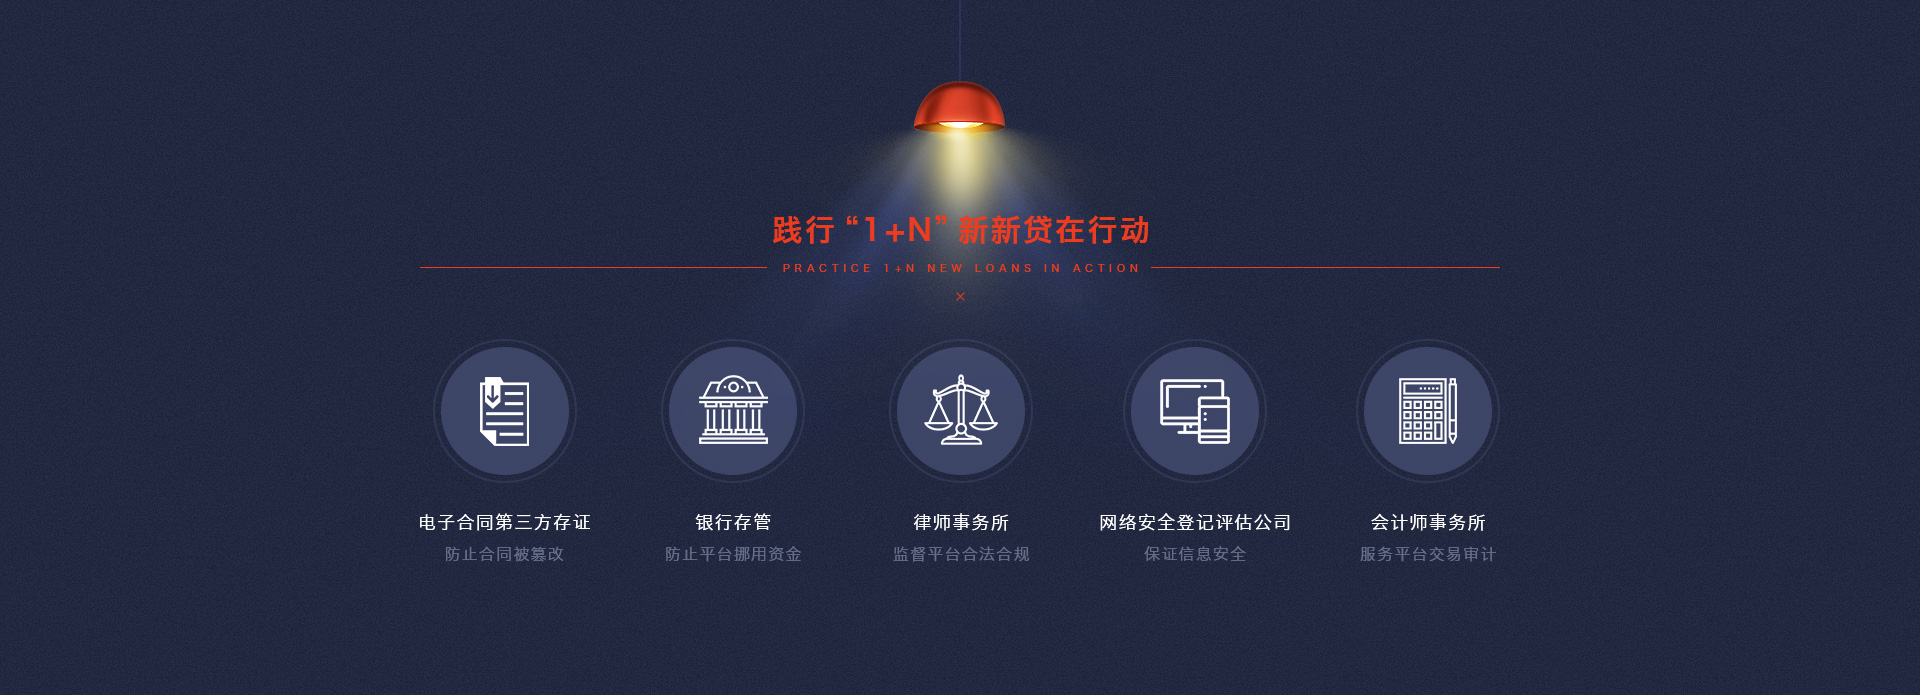 践行“1+N”新新贷在行动
PRACTICE 1+N NEW LOANS IN ACTION
电子合同第三方存证
防止合同被篡改
银行存管
防止平台挪用资金
律师事务所
监督平台合法合规
网络安全登记评估公司
保证信息安全
会计师事务所
服务平台交易审计